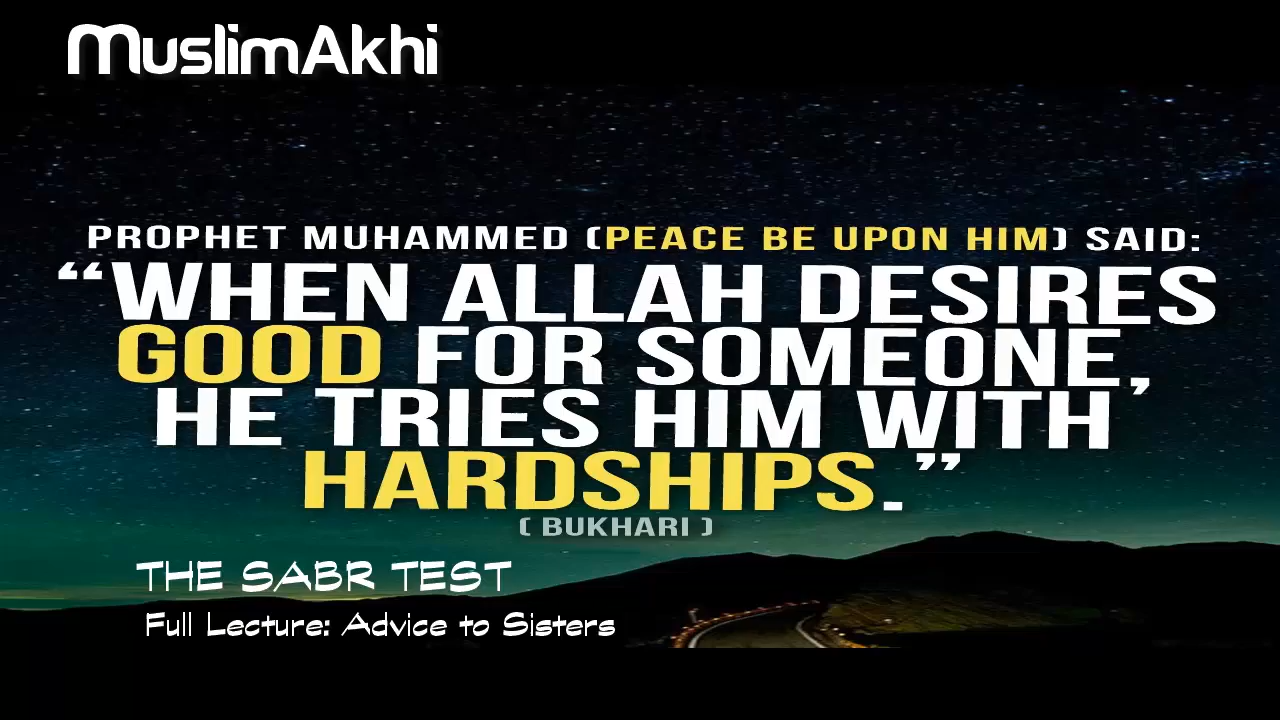 MuslimAkhi
PROPHET MUHAMMED (PEACE BE UPON HIM) SAID:
“WHEN ALLAH DESIRES
GOOD FOR SOMEONE,
HE TRIES HIM WITH
HARDSHIPS.”
( BUKHARI )
THE SABR TEST
Full Lecture: Advice to Sisters